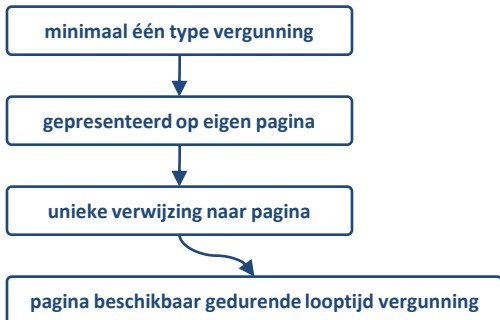 minimaal één type vergunning
gepresenteerd op eigen pagina
unieke verwijzing naar pagina
pagina beschikbaar gedurende looptijd vergunning